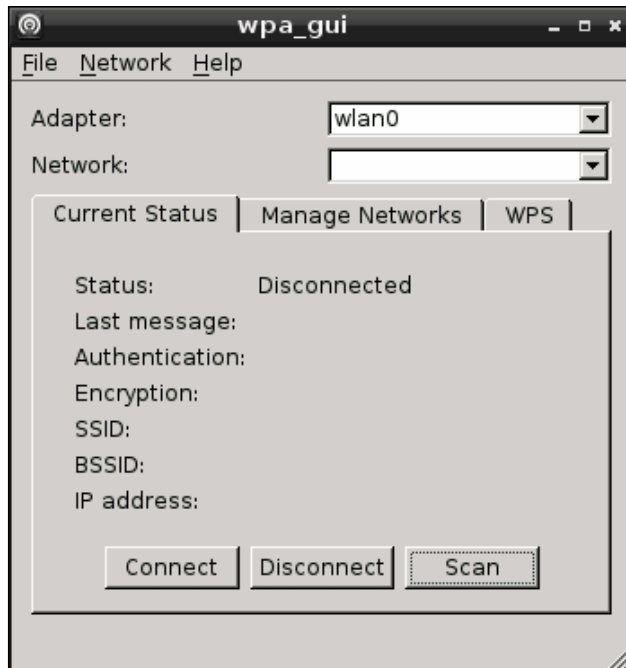 wpa_gui
File Network Help
Adapter: wlan0
Network:
Current Status Manage Networks WPS
Status: Disconnected
Last message:
Authentication:
Encryption:
SSID:
BSSID:
IP address:
Connect Disconnect Scan